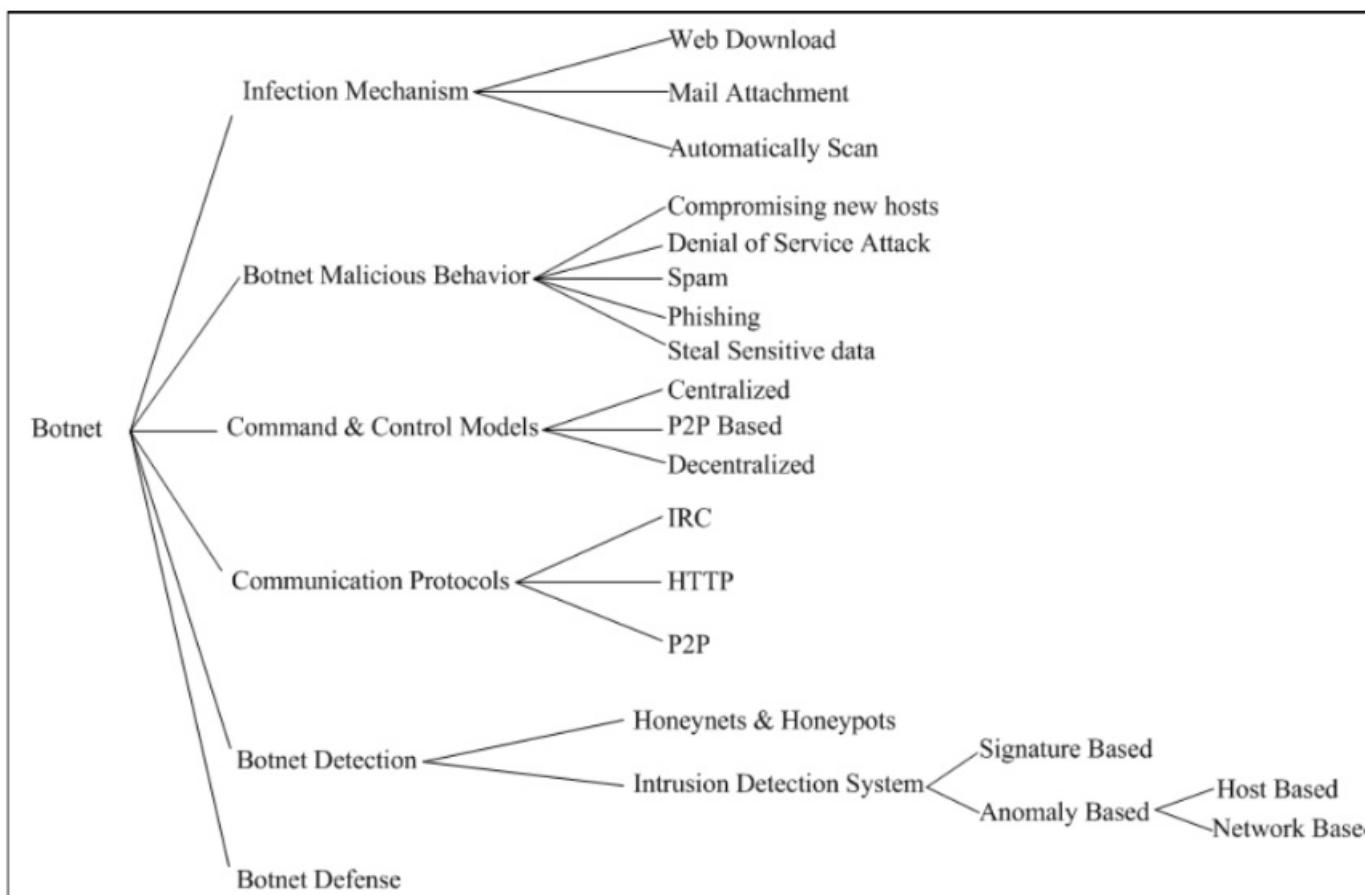 Web Download
Infection Mechanism
Mail Attachment
Automatically Scan
Compromising new hosts
Denial of Service Attack
Botnet Malicious Behavior
Spam
Phishing
Steal Sensitive data
Centralized
Botnet
Command & Control Models
P2P Based
Decentralized
IRC
Communication Protocols
HTTP
P2P
Honeynets & Honeypots
Botnet Detection
Signature Based
Intrusion Detection System
Host Based
Anomaly Based
Network Based
Botnet Defense